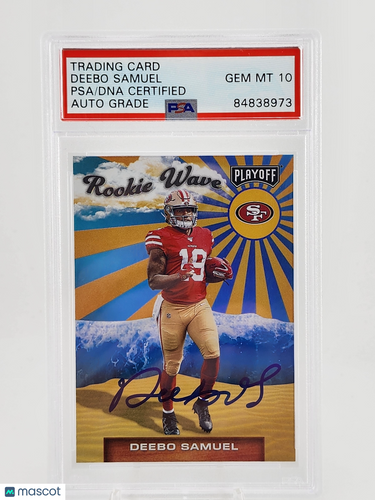 TRADING CARD
DEEBO SAMUEL
PSA/DNA CERTIFIED
AUTO GRADE
GEM MT 10
PSA
84838973
Rookie Wave
PLAYOFF
SF
19
DEEBO SAMUEL
mascot